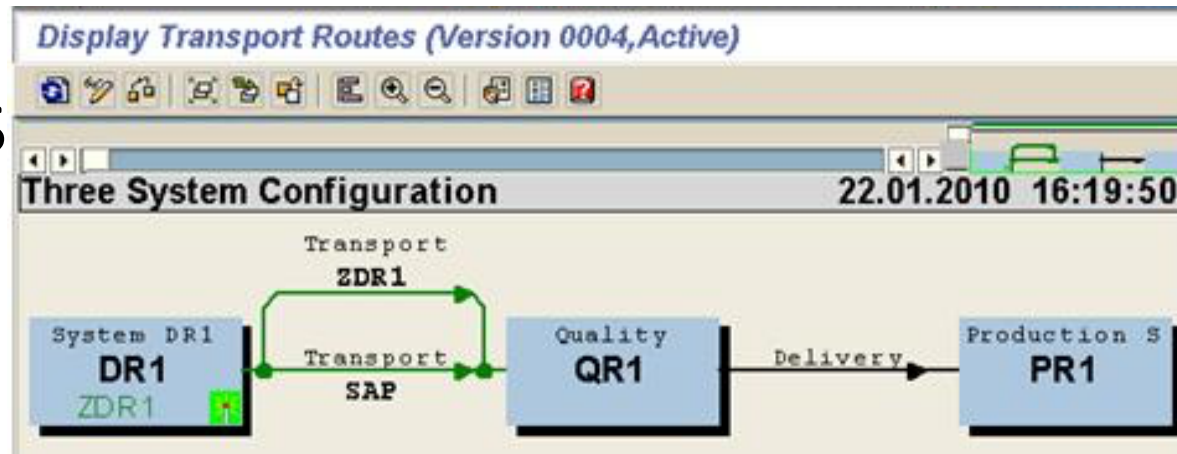 Display Transport Routes (Version 0004,Active)
Three System Configuration 22.01.2010 16:19:50
Transport
ZDR1
System DR1
DR1
ZDR1
Transport
SAP
Quality
QR1
Delivery
Production S
PR1